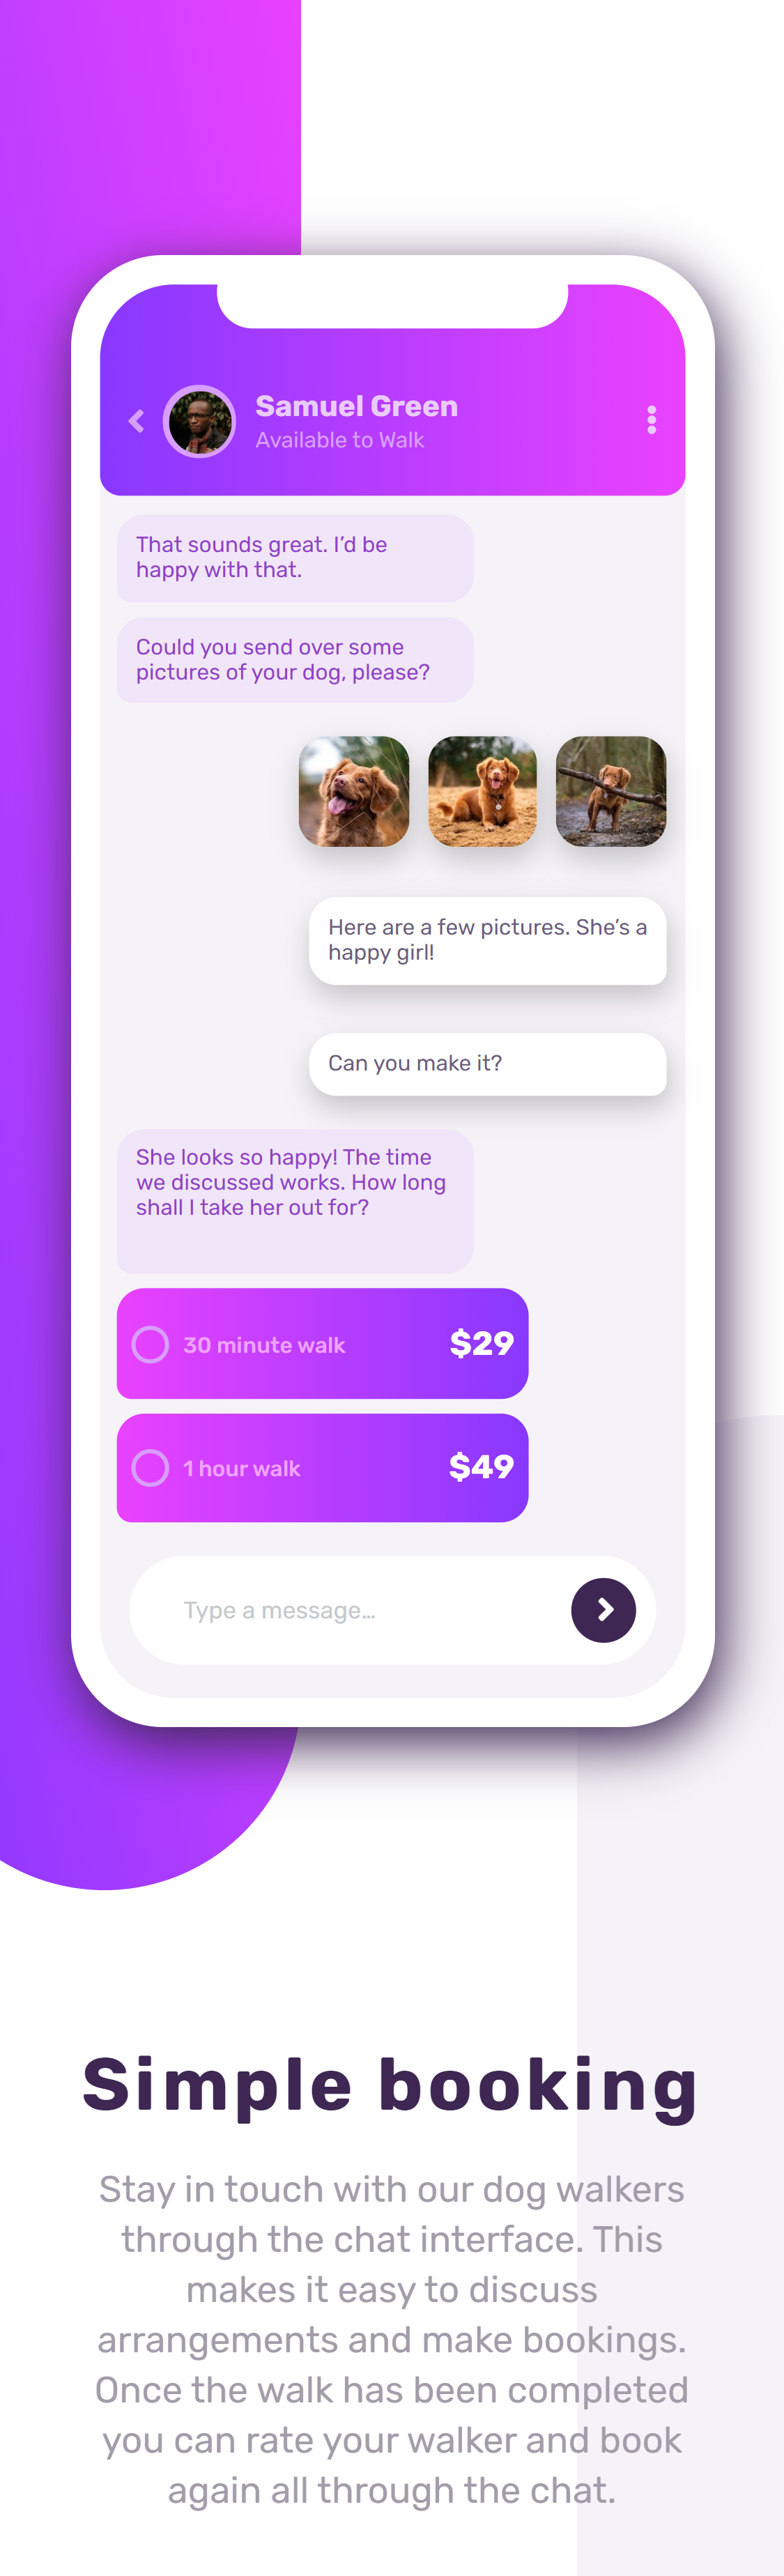 Samuel Green
Available to Walk
That sounds great. I’d be
happy with that.
Could you send over some
pictures of your dog, please?
Here are a few pictures. She’s a
happy girl!
Can you make it?
She looks so happy! The time
we discussed works. How long
shall I take her out for?
30 minute walk $29
1 hour walk $49
Type a message…
Simple booking
Stay in touch with our dog walkers
through the chat interface. This
makes it easy to discuss
arrangements and make bookings.
Once the walk has been completed
you can rate your walker and book
again all through the chat.